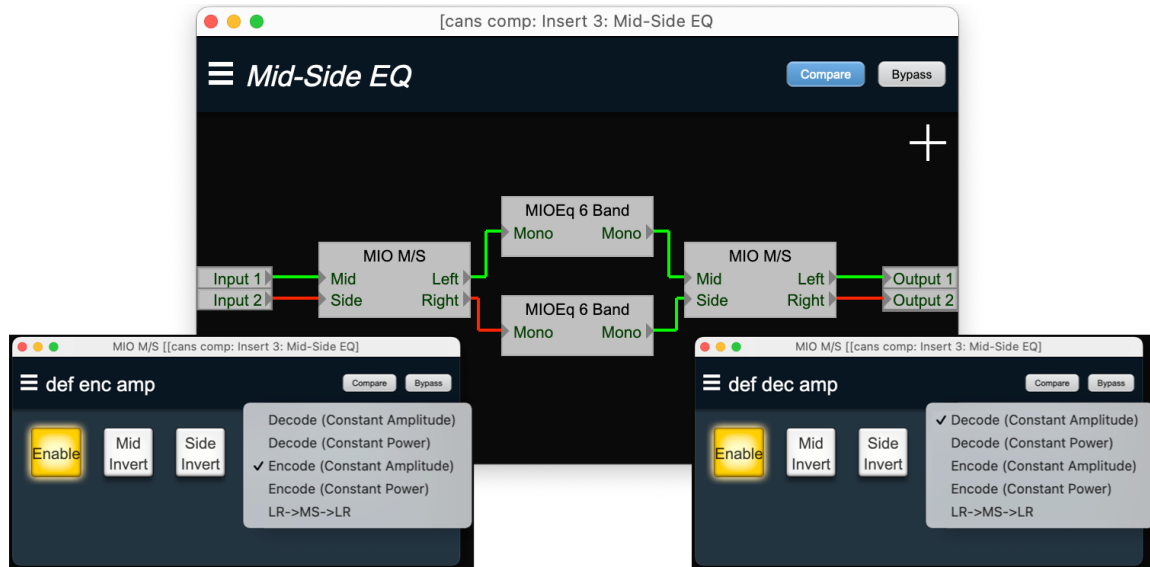 [cans comp: Insert 3: Mid-Side EQ
Mid-Side EQ
Compare
Bypass
MIOEq 6 Band
Mono Mono
MIO M/S
Mid Left
Side Right
MIO M/S
Mid Left
Side Right
Input 1
Input 2
Output 1
Output 2
MIOEq 6 Band
Mono Mono
MIO M/S [[cans comp: Insert 3: Mid-Side EQ]
def enc amp
Compare
Bypass
Enable
Mid
Invert
Side
Invert
Decode (Constant Amplitude)
Decode (Constant Power)
Encode (Constant Amplitude)
Encode (Constant Power)
LR->MS->LR
MIO M/S [[cans comp: Insert 3: Mid-Side EQ]
def dec amp
Compare
Bypass
Enable
Mid
Invert
Side
Invert
Decode (Constant Amplitude)
Decode (Constant Power)
Encode (Constant Amplitude)
Encode (Constant Power)
LR->MS->LR